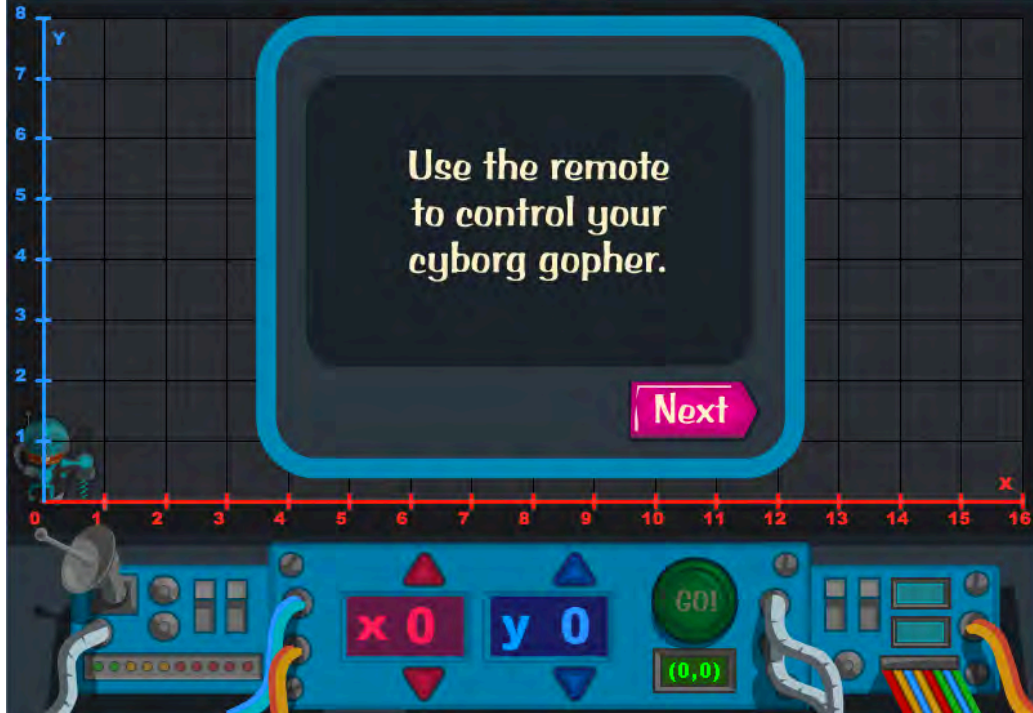 8
Y
7
6
5
4
3
2
1
Use the remote
to control your
cyborg gopher.
Next
x
0 1 2 3 4 5 6 7 8 9 10 11 12 13 14 15 16
x 0
y 0
GO!
(0,0)